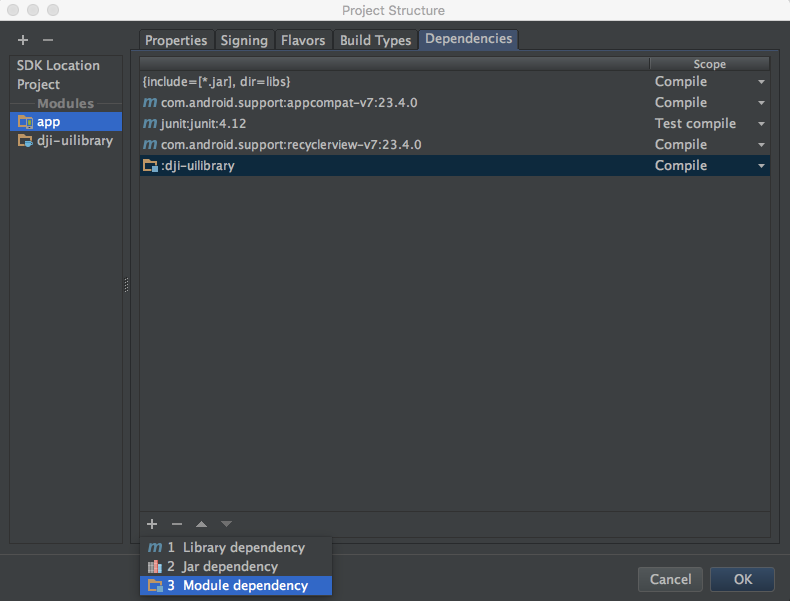 Project Structure
Properties Signing Flavors Build Types Dependencies
SDK Location
Project
Modules
app
dji-uilibrary
Scope
{include=[*.jar], dir=libs} Compile
m com.android.support:appcompat-v7:23.4.0 Compile
m junit:junit:4.12 Test compile
m com.android.support:recyclerview-v7:23.4.0 Compile
:dji-uilibrary Compile
m 1 Library dependency
2 Jar dependency
3 Module dependency
Cancel OK